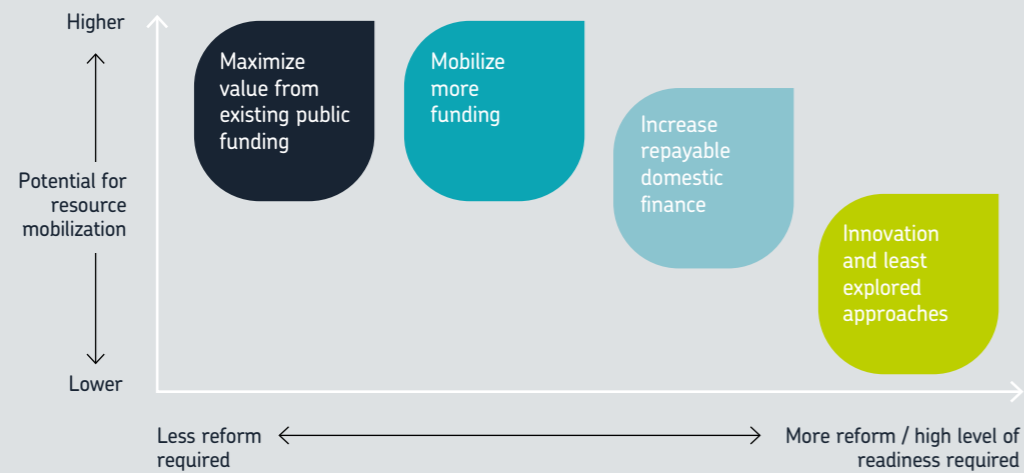 Higher
Potential for
resource
mobilization
Lower
Maximize
value from
existing public
funding
Mobilize
more
funding
Increase
repayable
domestic
finance
Innovation
and least
explored
approaches
Less reform
required
More reform / high level of
readiness required